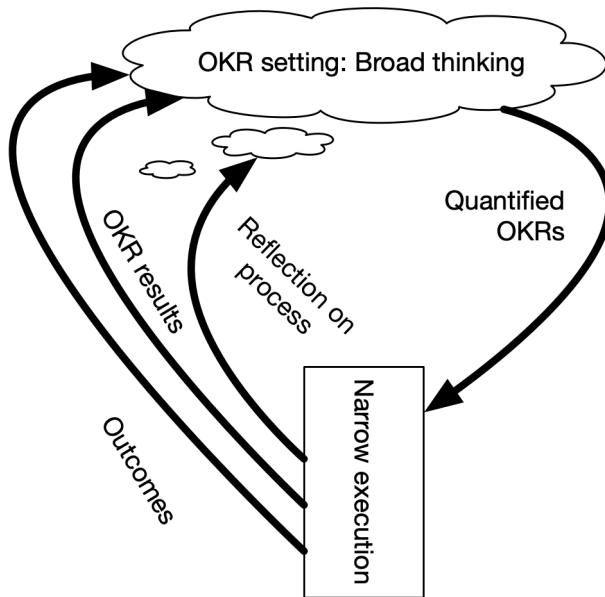 OKR setting: Broad thinking
Quantified
OKRs
Reflection on
process
OKR results
Outcomes
Narrow execution